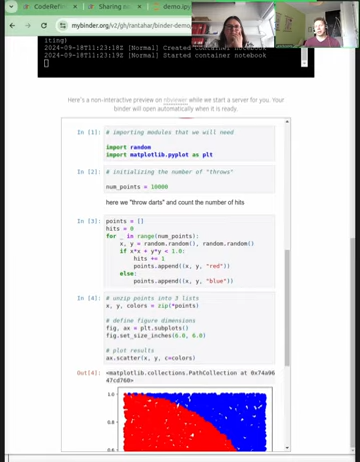 CodeRefine
Sharing e
demo.ipy
mybinder.org/v2/gh/rantahar/binder-demo
iting)
2024-09-18T11:23:18Z [Normal] Created container notebook
2024-09-18T11:23:19Z [Normal] Started container notebook
Here's a non-interactive preview on nbviewer while we start a server for you. Your
binder will open automatically when it is ready.
In [1]: # importing modules that we will need
import random
import matplotlib.pyplot as plt
In [2]: # initializing the number of "throws"
num_points = 10000
here we "throw darts" and count the number of hits
In [3]: points = []
hits = 0
for _ in range(num_points):
x, y = random.random(), random.random()
if x*x + y*y < 1.0:
hits += 1
points.append((x, y, "red"))
else:
points.append((x, y, "blue"))
In [4]: # unzip points into 3 lists
x, y, colors = zip(*points)
# define figure dimensions
fig, ax = plt.subplots()
fig.set_size_inches(6.0, 6.0)
# plot results
ax.scatter(x, y, c=colors)
Out[4]: <matplotlib.collections.PathCollection at 0x74a96
47cd760>
1.0
0.8
0.6